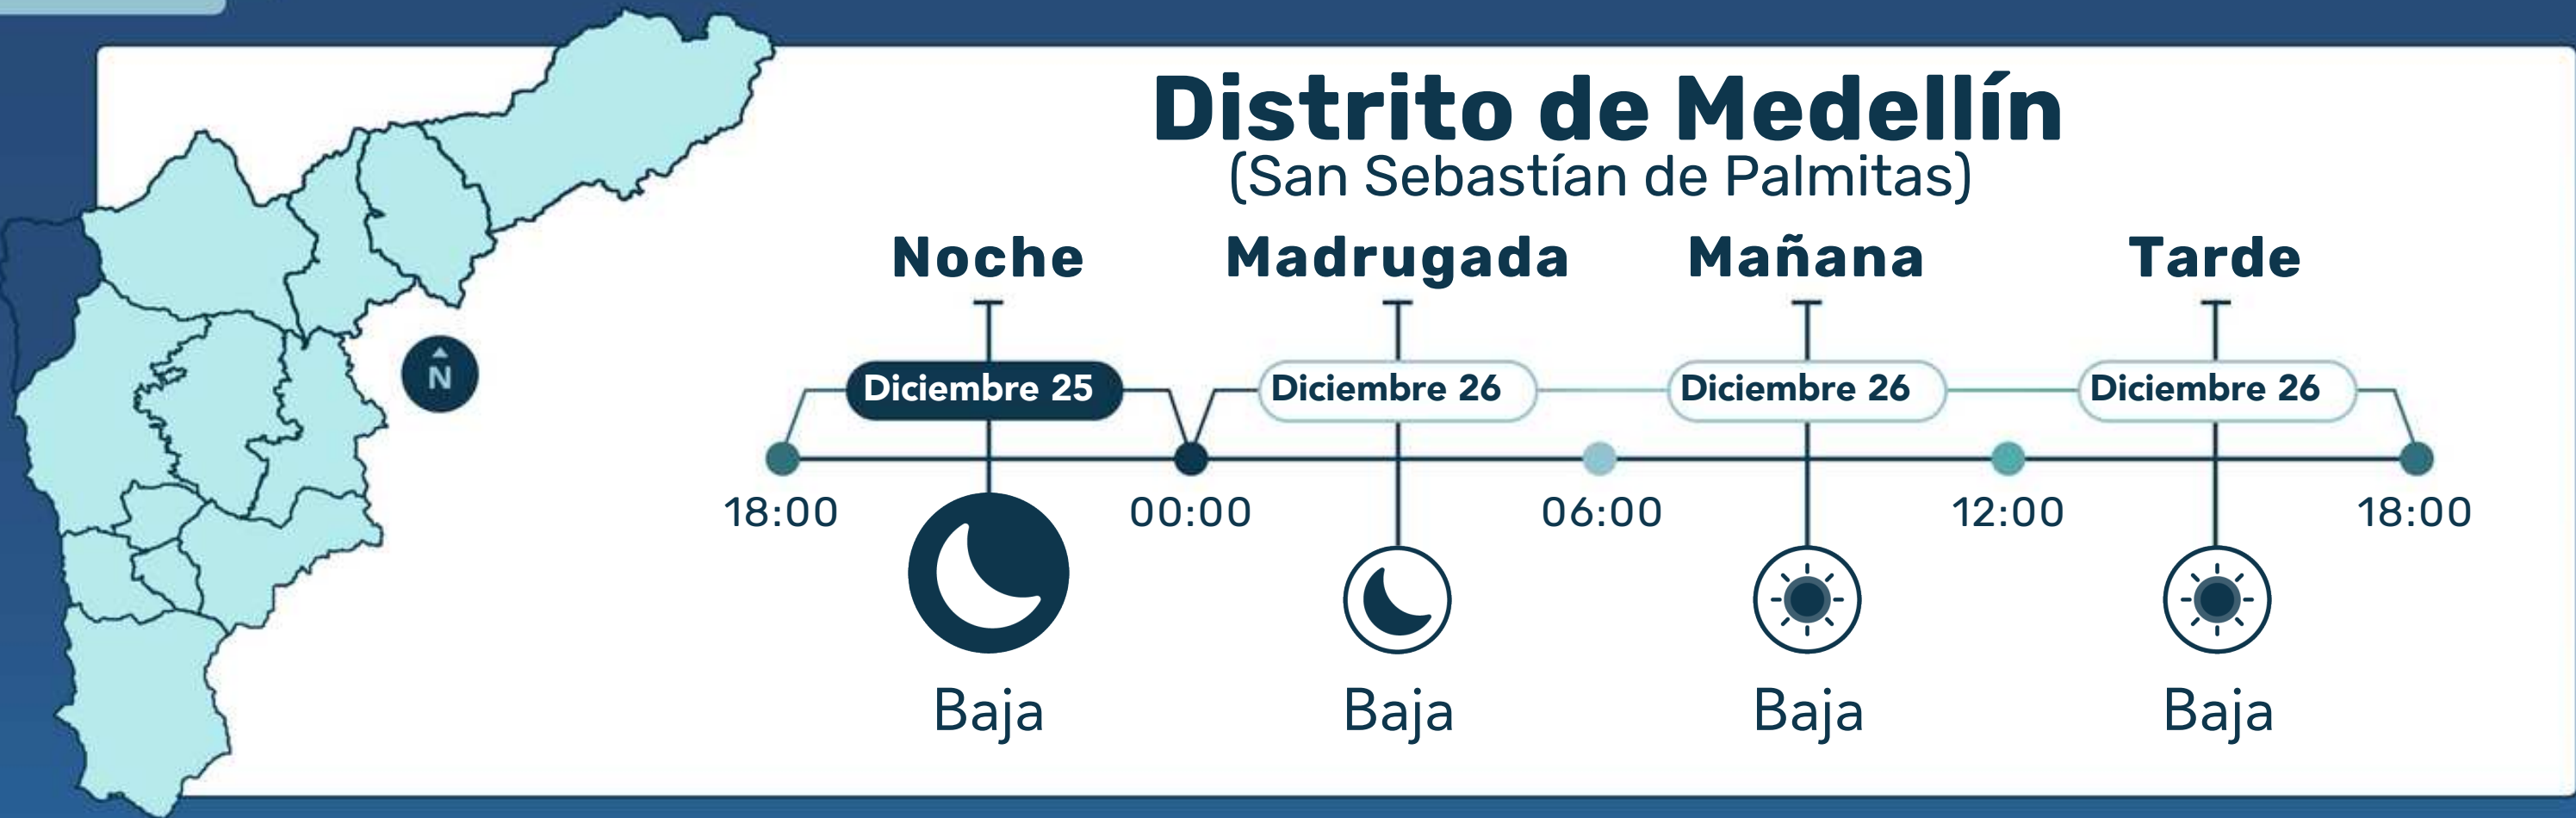 Distrito de Medellín
(San Sebastían de Palmitas)
Noche Madrugada Mañana Tarde
Diciembre 25 Diciembre 26 Diciembre 26 Diciembre 26
N
18:00 00:00 06:00 12:00 18:00
Baja Baja Baja Baja